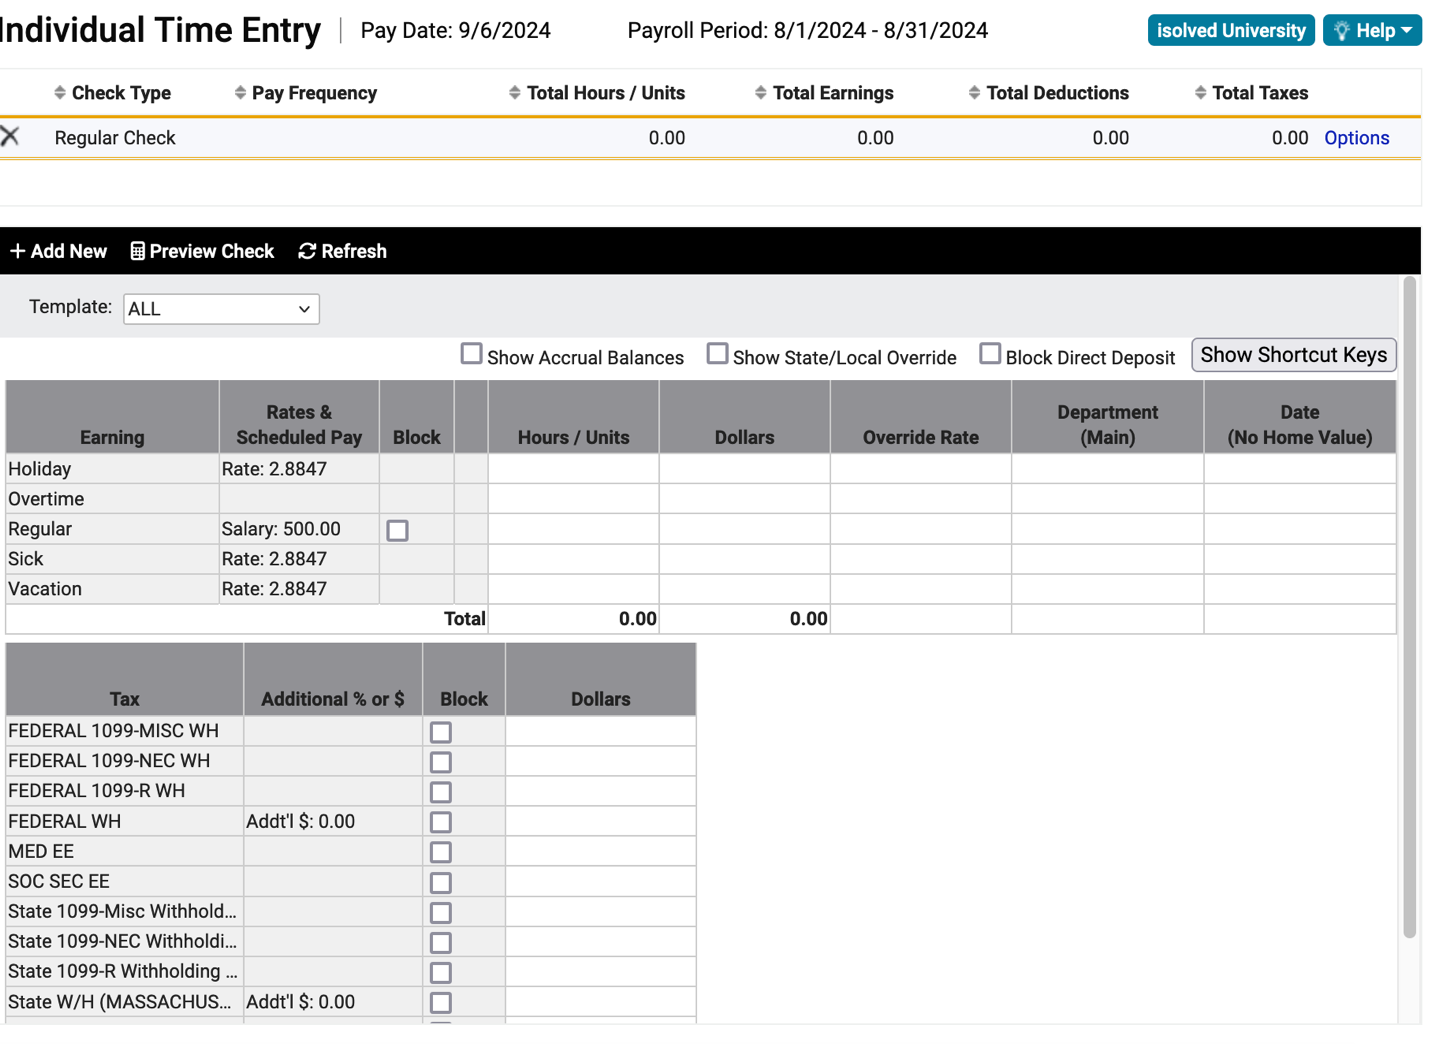 Individual Time Entry | Pay Date: 9/6/2024 Payroll Period: 8/1/2024 - 8/31/2024 isolved University Help
Check Type Pay Frequency Total Hours / Units Total Earnings Total Deductions Total Taxes
Regular Check 0.00 0.00 0.00 0.00 Options
+ Add New Preview Check Refresh
Template: ALL
Show Accrual Balances Show State/Local Override Block Direct Deposit Show Shortcut Keys
Earning Rates & Scheduled Pay Block Hours / Units Dollars Override Rate Department (Main) Date (No Home Value)
Holiday Rate: 2.8847
Overtime
Regular Salary: 500.00
Sick Rate: 2.8847
Vacation Rate: 2.8847
Total 0.00 0.00
Tax Additional % or $ Block Dollars
FEDERAL 1099-MISC WH
FEDERAL 1099-NEC WH
FEDERAL 1099-R WH
FEDERAL WH Addt'l $: 0.00
MED EE
SOC SEC EE
State 1099-Misc Withhold...
State 1099-NEC Withholdi...
State 1099-R Withholding ...
State W/H (MASSACHUS... Addt'l $: 0.00